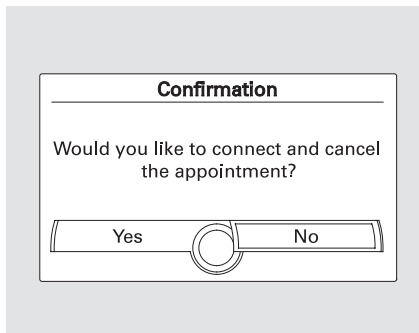 Confirmation
Would you like to connect and cancel
the appointment?
Yes
No